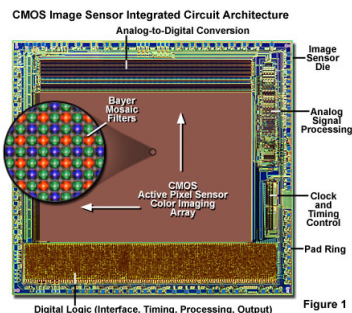 CMOS Image Sensor Integrated Circuit Architecture
Analog-to-Digital Conversion
Image
Sensor
Die
Bayer
Mosaic
Filters
Analog
Signal
Processing
CMOS
Active Pixel Sensor
Color Imaging
Array
Clock
and
Timing
Control
Pad Ring
Digital Logic (Interface, Timing, Processing, Output)
Figure 1